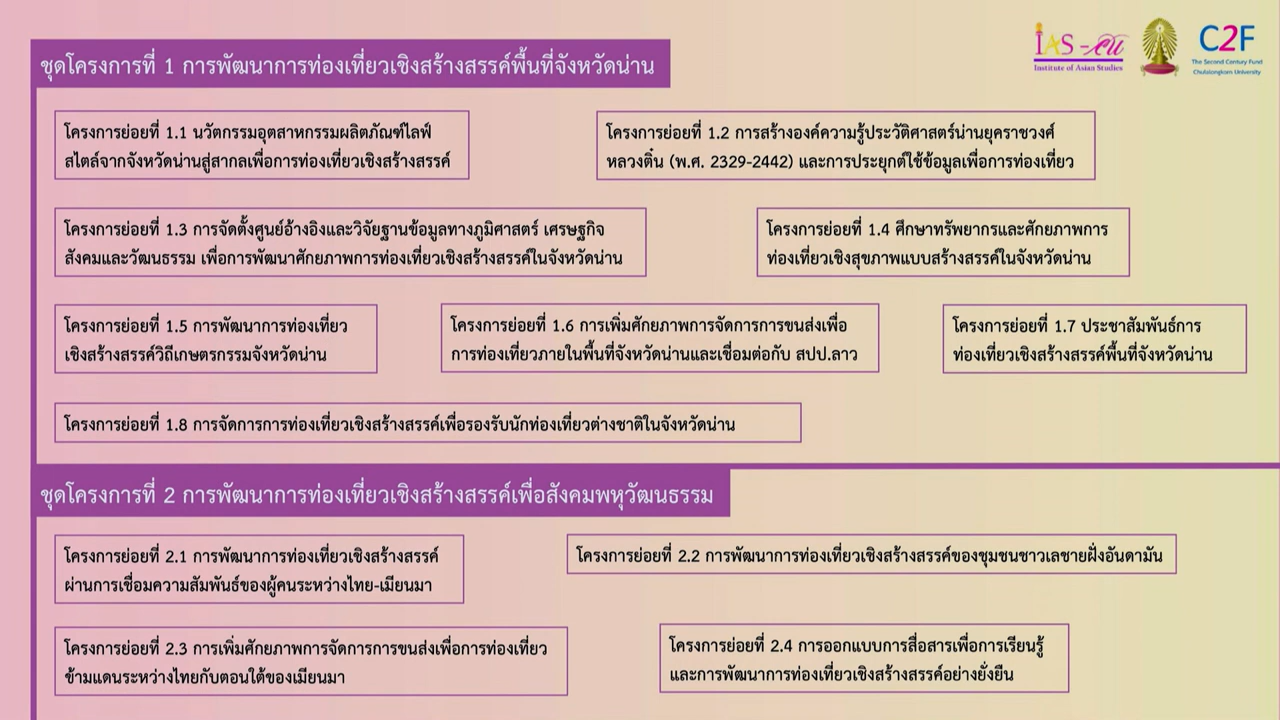 IAS-CU
Institute of Asian Studies
C2F
The Second Century Fund
Chulalongkorn University
ชุดโครงการที่ 1 การพัฒนาการท่องเที่ยวเชิงสร้างสรรค์พื้นที่จังหวัดน่าน
โครงการย่อยที่ 1.1 นวัตกรรมอุตสาหกรรมผลิตภัณฑ์ไลฟ์
สไตล์จากจังหวัดน่านสู่สากลเพื่อการท่องเที่ยวเชิงสร้างสรรค์
โครงการย่อยที่ 1.2 การสร้างองค์ความรู้ประวัติศาสตร์น่านยุคราชวงศ์
หลวงติ๋น (พ.ศ. 2329-2442) และการประยุกต์ใช้ข้อมูลเพื่อการท่องเที่ยว
โครงการย่อยที่ 1.3 การจัดตั้งศูนย์อ้างอิงและวิจัยฐานข้อมูลทางภูมิศาสตร์ เศรษฐกิจ
สังคมและวัฒนธรรม เพื่อการพัฒนาศักยภาพการท่องเที่ยวเชิงสร้างสรรค์ในจังหวัดน่าน
โครงการย่อยที่ 1.4 ศึกษาทรัพยากรและศักยภาพการ
ท่องเที่ยวเชิงสุขภาพแบบสร้างสรรค์ในจังหวัดน่าน
โครงการย่อยที่ 1.5 การพัฒนาการท่องเที่ยว
เชิงสร้างสรรค์วิถีเกษตรกรรมจังหวัดน่าน
โครงการย่อยที่ 1.6 การเพิ่มศักยภาพการจัดการการขนส่งเพื่อ
การท่องเที่ยวภายในพื้นที่จังหวัดน่านและเชื่อมต่อกับ สปป.ลาว
โครงการย่อยที่ 1.7 ประชาสัมพันธ์การ
ท่องเที่ยวเชิงสร้างสรรค์พื้นที่จังหวัดน่าน
โครงการย่อยที่ 1.8 การจัดการการท่องเที่ยวเชิงสร้างสรรค์เพื่อรองรับนักท่องเที่ยวต่างชาติในจังหวัดน่าน
ชุดโครงการที่ 2 การพัฒนาการท่องเที่ยวเชิงสร้างสรรค์เพื่อสังคมพหุวัฒนธรรม
โครงการย่อยที่ 2.1 การพัฒนาการท่องเที่ยวเชิงสร้างสรรค์
ผ่านการเชื่อมความสัมพันธ์ของผู้คนระหว่างไทย-เมียนมา
โครงการย่อยที่ 2.2 การพัฒนาการท่องเที่ยวเชิงสร้างสรรค์ของชุมชนชาวเลชายฝั่งอันดามัน
โครงการย่อยที่ 2.3 การเพิ่มศักยภาพการจัดการการขนส่งเพื่อการท่องเที่ยว
ข้ามแดนระหว่างไทยกับตอนใต้ของเมียนมา
โครงการย่อยที่ 2.4 การออกแบบการสื่อสารเพื่อการเรียนรู้
และการพัฒนาการท่องเที่ยวเชิงสร้างสรรค์อย่างยั่งยืน